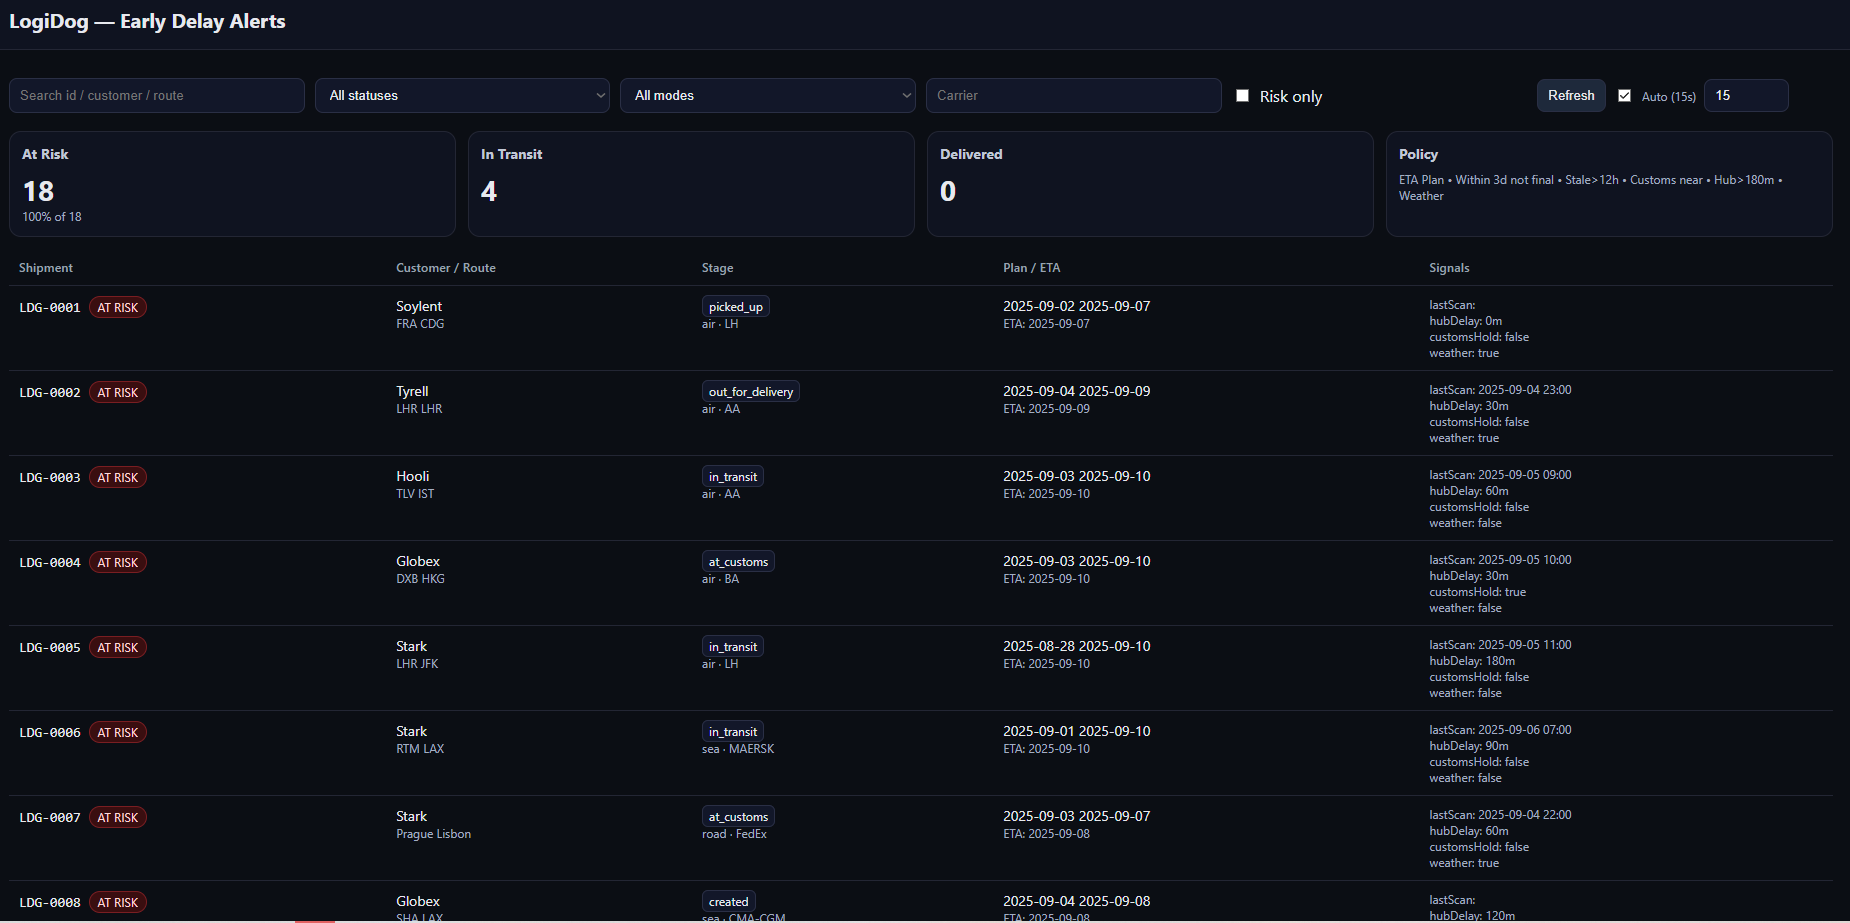 LogiDog — Early Delay Alerts
Search id / customer / route All statuses All modes Carrier Risk only Refresh Auto (15s) 15
At Risk
18
100% of 18
In Transit
4
Delivered
0
Policy
ETA Plan • Within 3d not final • Stale>12h • Customs near • Hub>180m •
Weather
Shipment Customer / Route Stage Plan / ETA Signals
LDG-0001 AT RISK
Soylent
FRA CDG
picked_up
air · LH
2025-09-02 2025-09-07
ETA: 2025-09-07
lastScan:
hubDelay: 0m
customsHold: false
weather: true
LDG-0002 AT RISK
Tyrell
LHR LHR
out_for_delivery
air · AA
2025-09-04 2025-09-09
ETA: 2025-09-09
lastScan: 2025-09-04 23:00
hubDelay: 30m
customsHold: false
weather: true
LDG-0003 AT RISK
Hooli
TLV IST
in_transit
air · AA
2025-09-03 2025-09-10
ETA: 2025-09-10
lastScan: 2025-09-05 09:00
hubDelay: 60m
customsHold: false
weather: false
LDG-0004 AT RISK
Globex
DXB HKG
at_customs
air · BA
2025-09-03 2025-09-10
ETA: 2025-09-10
lastScan: 2025-09-05 10:00
hubDelay: 30m
customsHold: true
weather: false
LDG-0005 AT RISK
Stark
LHR JFK
in_transit
air · LH
2025-08-28 2025-09-10
ETA: 2025-09-10
lastScan: 2025-09-05 11:00
hubDelay: 180m
customsHold: false
weather: false
LDG-0006 AT RISK
Stark
RTM LAX
in_transit
sea · MAERSK
2025-09-01 2025-09-10
ETA: 2025-09-10
lastScan: 2025-09-06 07:00
hubDelay: 90m
customsHold: false
weather: false
LDG-0007 AT RISK
Stark
Prague Lisbon
at_customs
road · FedEx
2025-09-03 2025-09-07
ETA: 2025-09-08
lastScan: 2025-09-04 22:00
hubDelay: 60m
customsHold: false
weather: true
LDG-0008 AT RISK
Globex
SHA LAX
created
sea · CMA-CGM
2025-09-04 2025-09-08
ETA: 2025-09-08
lastScan:
hubDelay: 120m